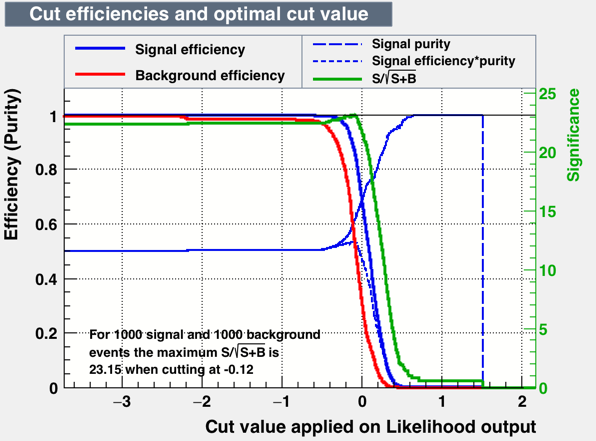 Cut efficiencies and optimal cut value
Signal efficiency
Background efficiency
Signal purity
Signal efficiency*purity
S/√S+B
Efficiency (Purity)
1
0.8
0.6
0.4
0.2
0
25
20
15
10
5
0
Significance
For 1000 signal and 1000 background
events the maximum S/√S+B is
23.15 when cutting at -0.12
−3 −2 −1 0 1 2
Cut value applied on Likelihood output